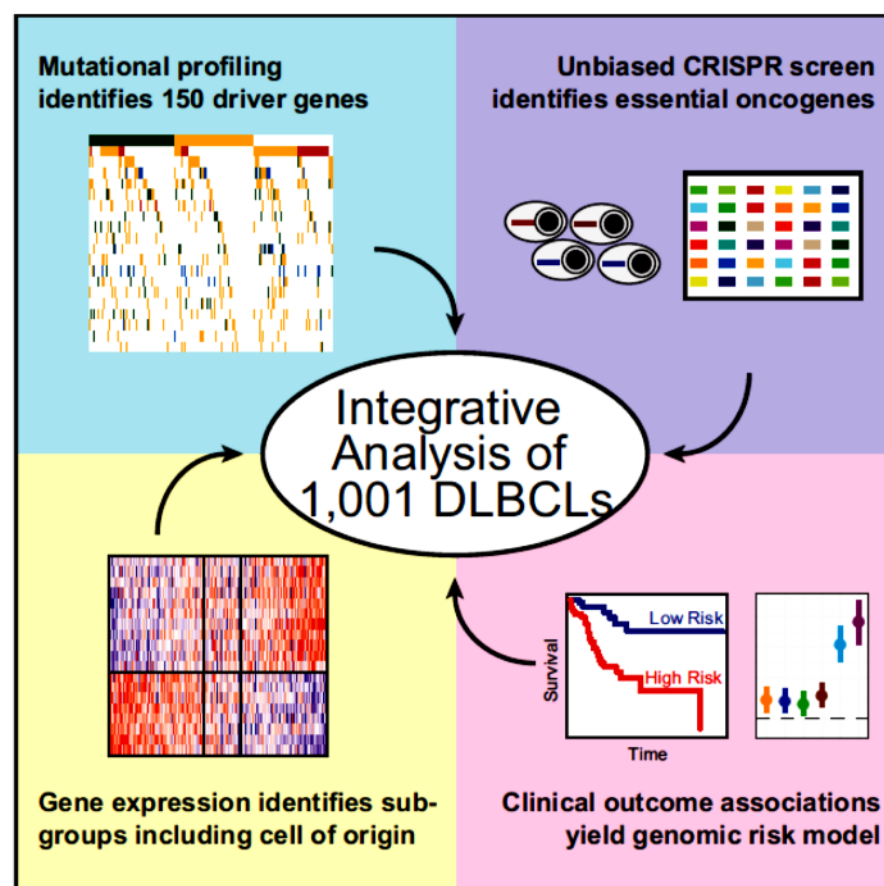 Mutational profiling
identifies 150 driver genes
Unbiased CRISPR screen
identifies essential oncogenes
Integrative
Analysis of
1,001 DLBCLs
Low Risk
High Risk
Survival
Time
Gene expression identifies sub-
groups including cell of origin
Clinical outcome associations
yield genomic risk model